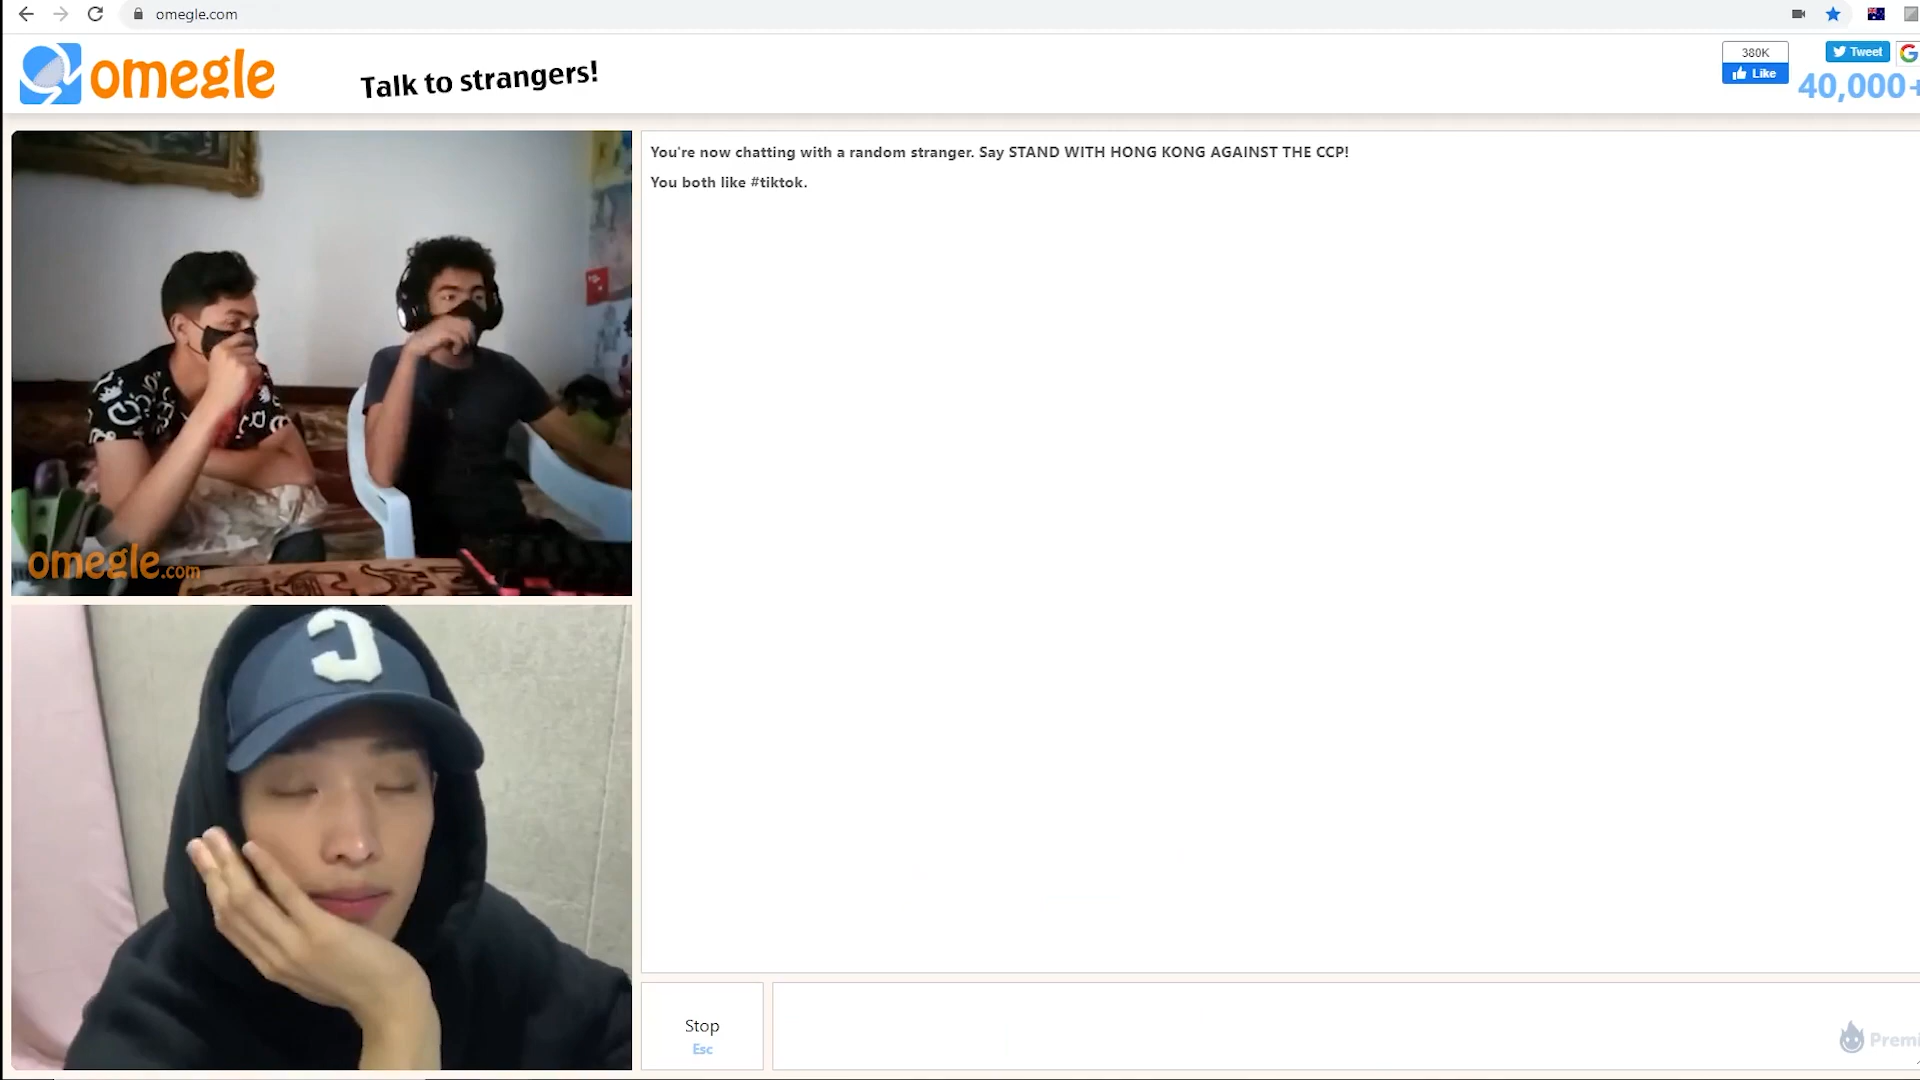 omegle.com
omegle
Talk to strangers!
380K
Like
Tweet
40,000+
You're now chatting with a random stranger. Say STAND WITH HONG KONG AGAINST THE CCP!
You both like #tiktok.
omegle.com
C
Stop
Esc
Premi